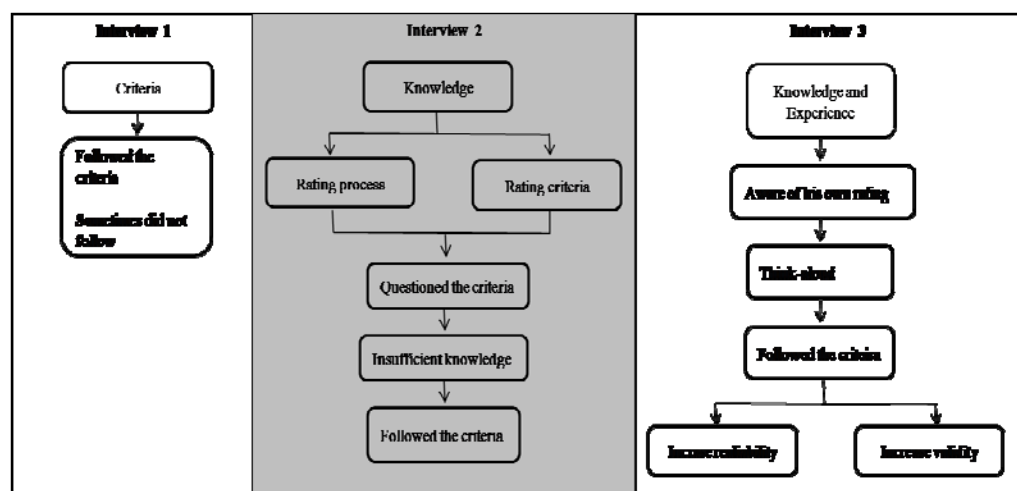 Interview 1
Criteria
Followed the
criteria
Sometimes did not
follow
Interview 2
Knowledge
Rating process
Rating criteria
Questioned the criteria
Insufficient knowledge
Followed the criteria
Interview 3
Knowledge and
Experience
Aware of his own rating
Think-aloud
Followed the criteria
Increase realiability
Increase validity